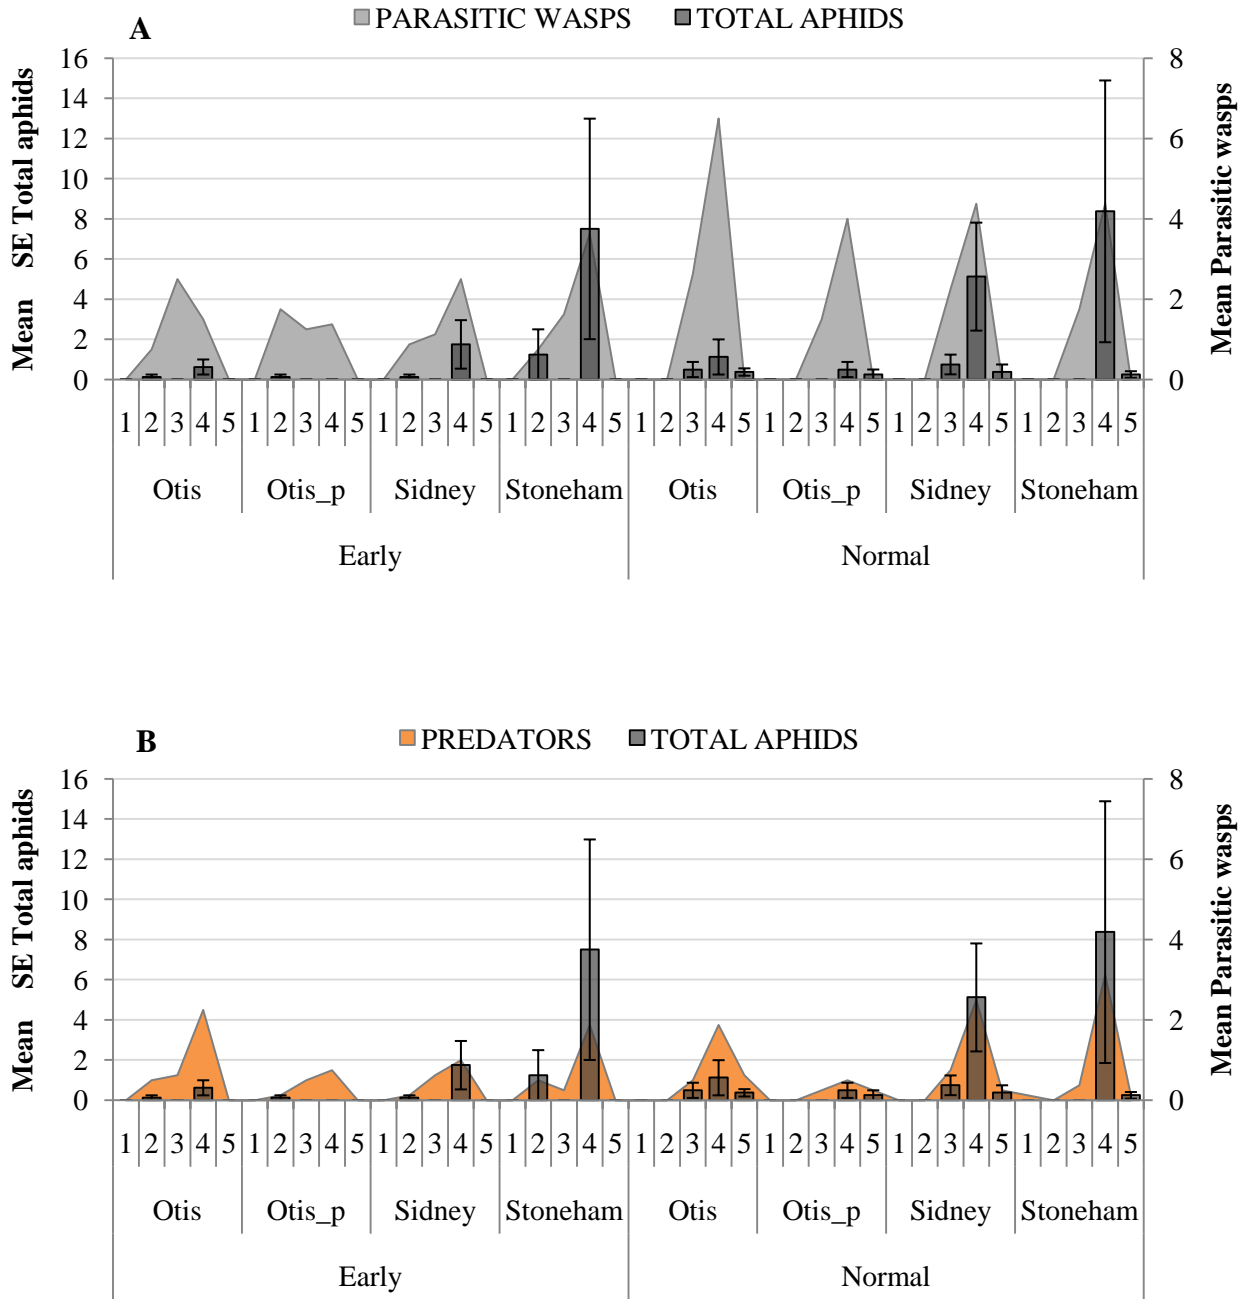 A
PARASITIC WASPS TOTAL APHIDS
Mean SE Total aphids
16
14
12
10
8
6
4
2
0
8
6
4
2
0
Mean Parasitic wasps
1 2 3 4 5 1 2 3 4 5 1 2 3 4 5 1 2 3 4 5 1 2 3 4 5 1 2 3 4 5 1 2 3 4 5 1 2 3 4 5
Otis Otis_p Sidney Stoneham Otis Otis_p Sidney Stoneham
Early Normal
B
PREDATORS TOTAL APHIDS
Mean SE Total aphids
16
14
12
10
8
6
4
2
0
8
6
4
2
0
Mean Parasitic wasps
1 2 3 4 5 1 2 3 4 5 1 2 3 4 5 1 2 3 4 5 1 2 3 4 5 1 2 3 4 5 1 2 3 4 5 1 2 3 4 5
Otis Otis_p Sidney Stoneham Otis Otis_p Sidney Stoneham
Early Normal